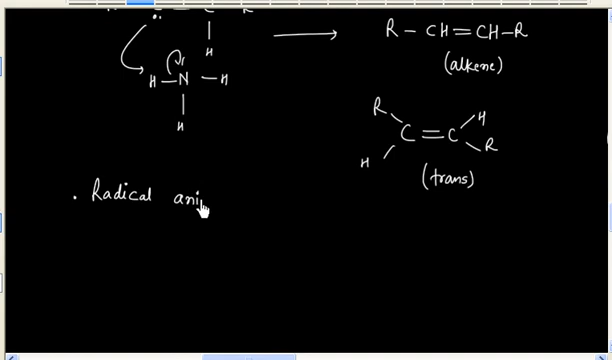 R – CH=CH–R
H
(alkene)
H–N–H
H
R H
C=C
H R
(trans)
. Radical ani